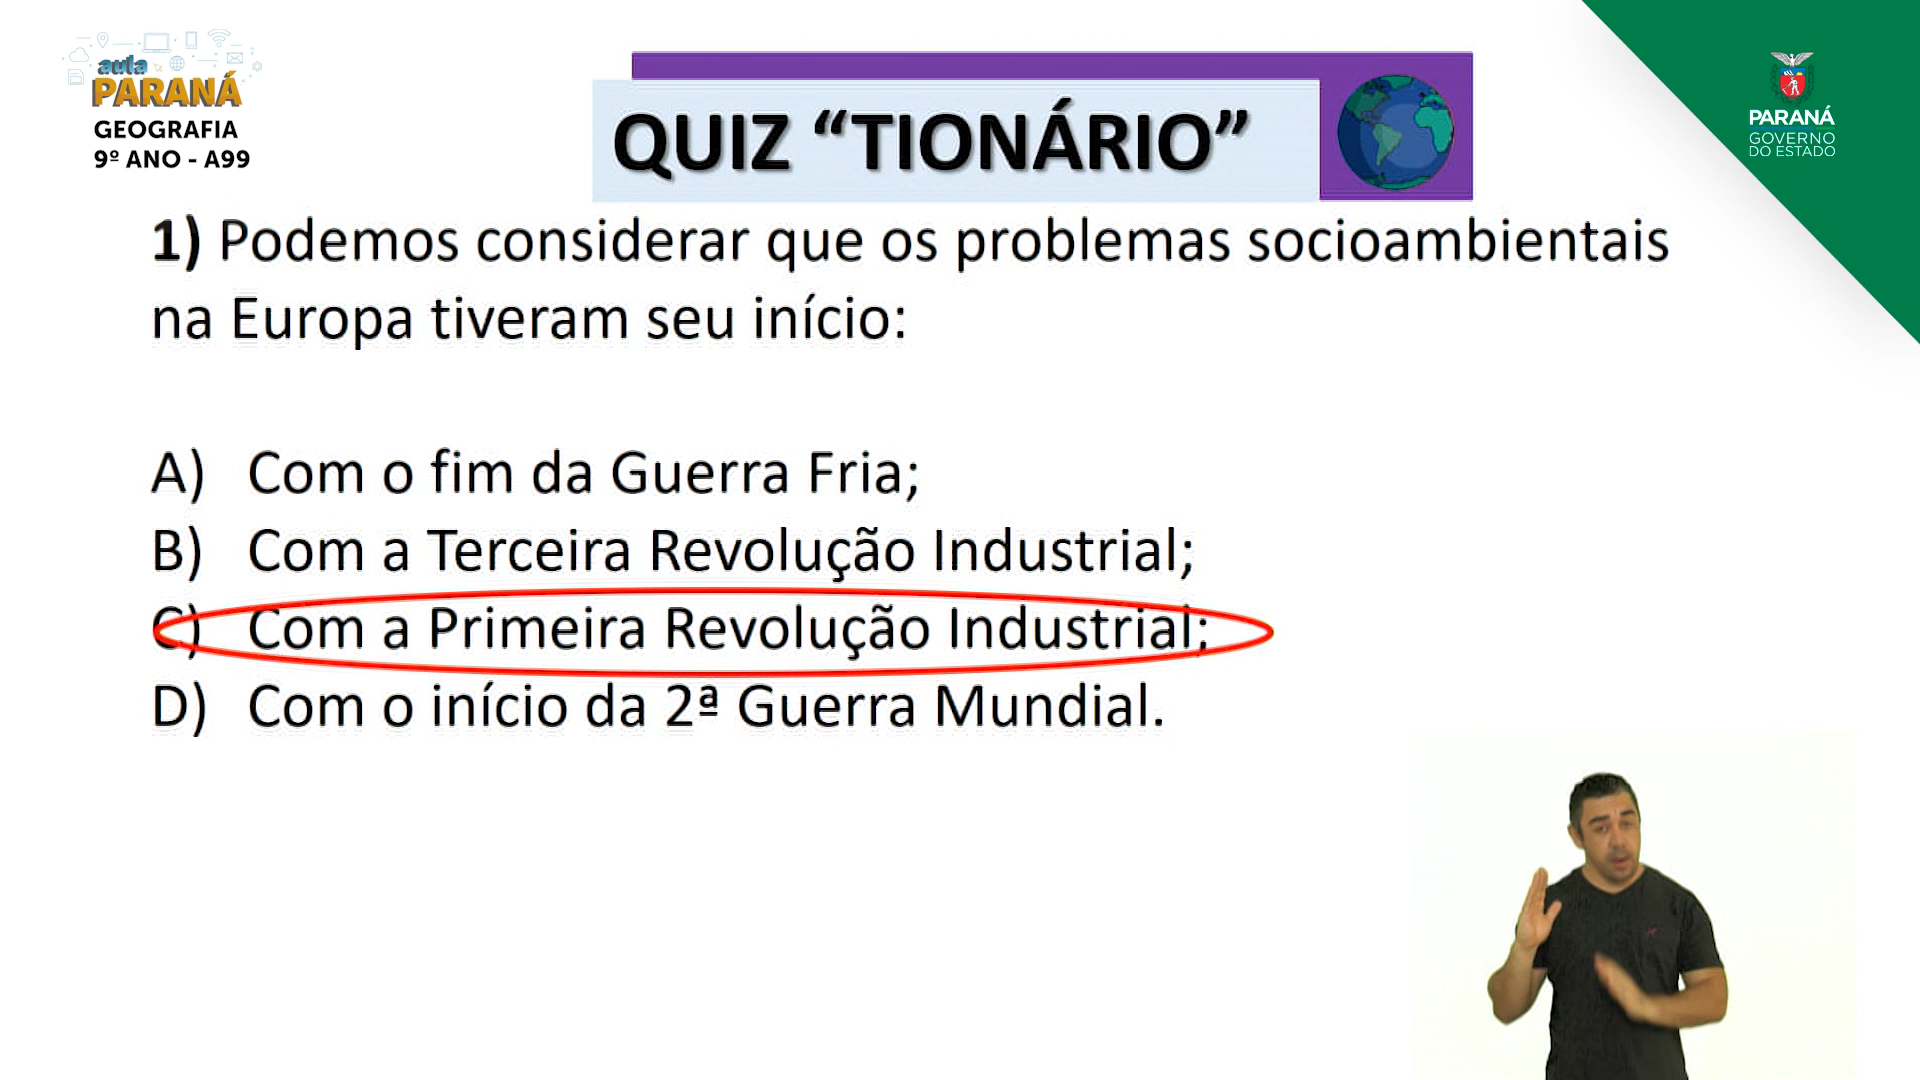 aula
PARANÁ
GEOGRAFIA
9º ANO - A99
QUIZ “TIONÁRIO”
PARANÁ
GOVERNO
DO ESTADO
1) Podemos considerar que os problemas socioambientais
na Europa tiveram seu início:
A) Com o fim da Guerra Fria;
B) Com a Terceira Revolução Industrial;
C) Com a Primeira Revolução Industrial;
D) Com o início da 2ª Guerra Mundial.